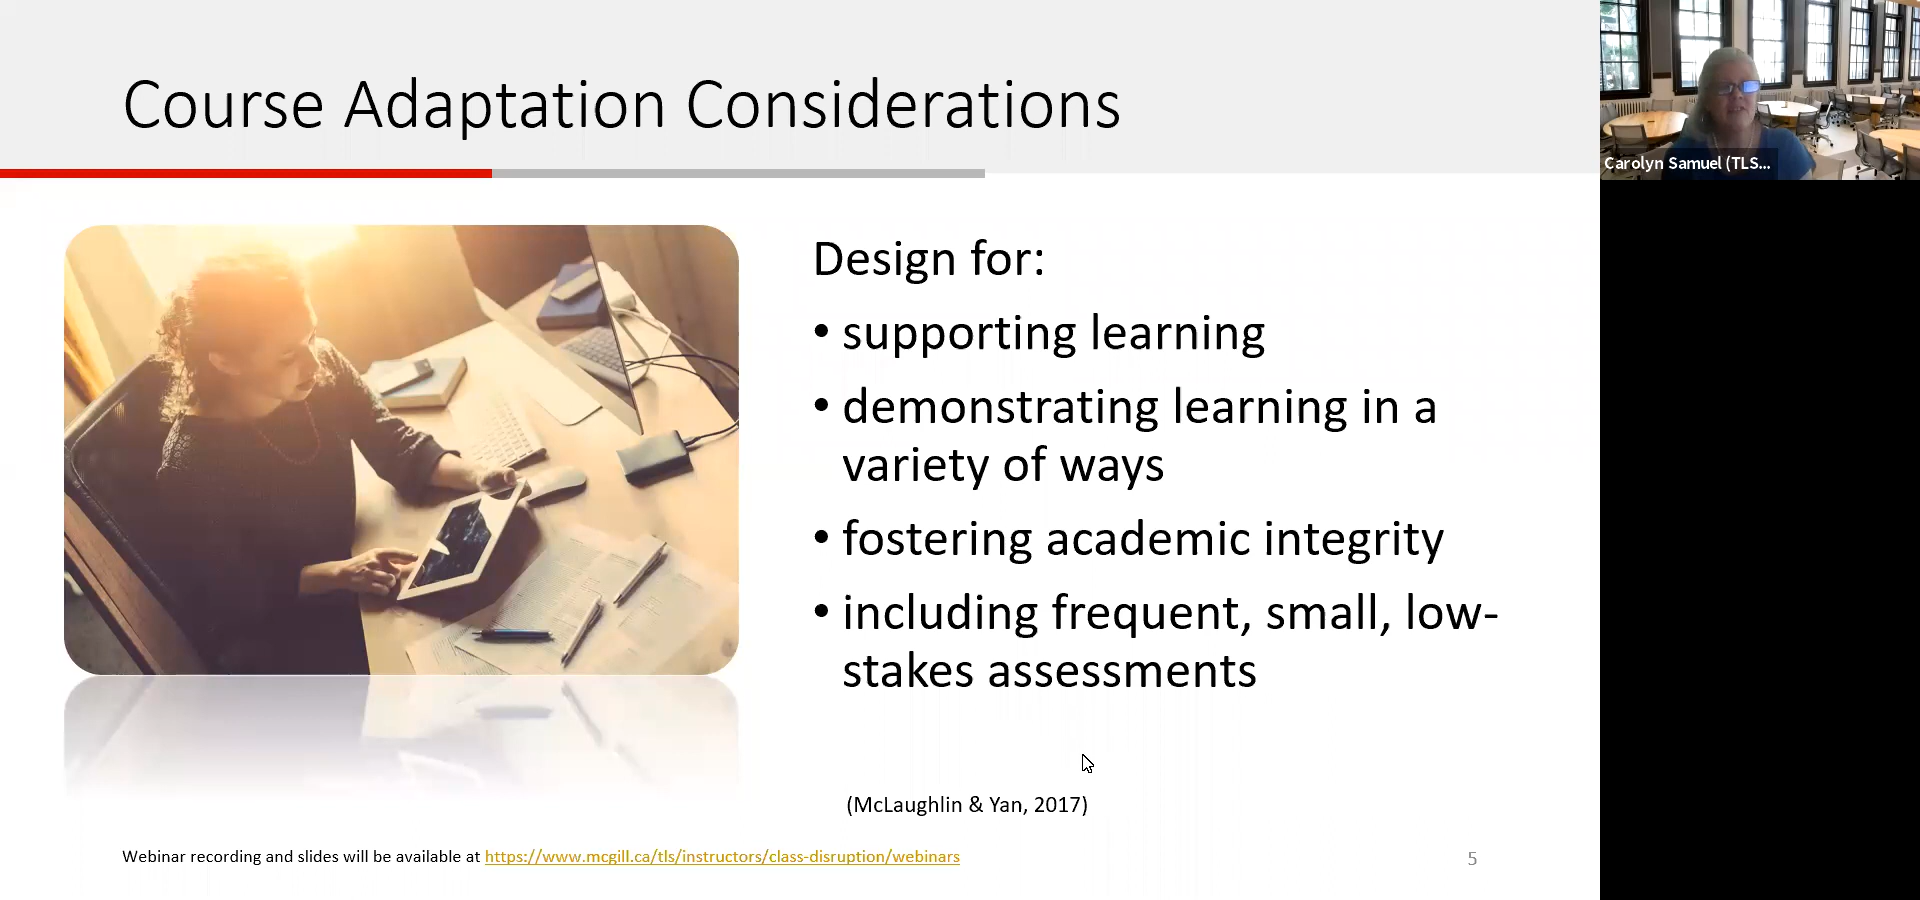 Course Adaptation Considerations
Carolyn Samuel (TLS...
Design for:
• supporting learning
• demonstrating learning in a
variety of ways
• fostering academic integrity
• including frequent, small, low-
stakes assessments
(McLaughlin & Yan, 2017)
Webinar recording and slides will be available at https://www.mcgill.ca/tls/instructors/class-disruption/webinars
5